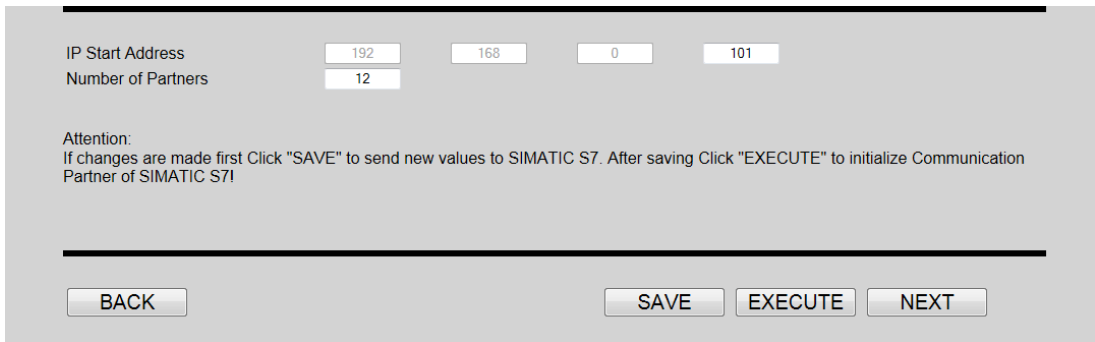 IP Start Address 192 168 0 101
Number of Partners 12
Attention:
If changes are made first Click "SAVE" to send new values to SIMATIC S7. After saving Click "EXECUTE" to initialize Communication
Partner of SIMATIC S7!
BACK SAVE EXECUTE NEXT